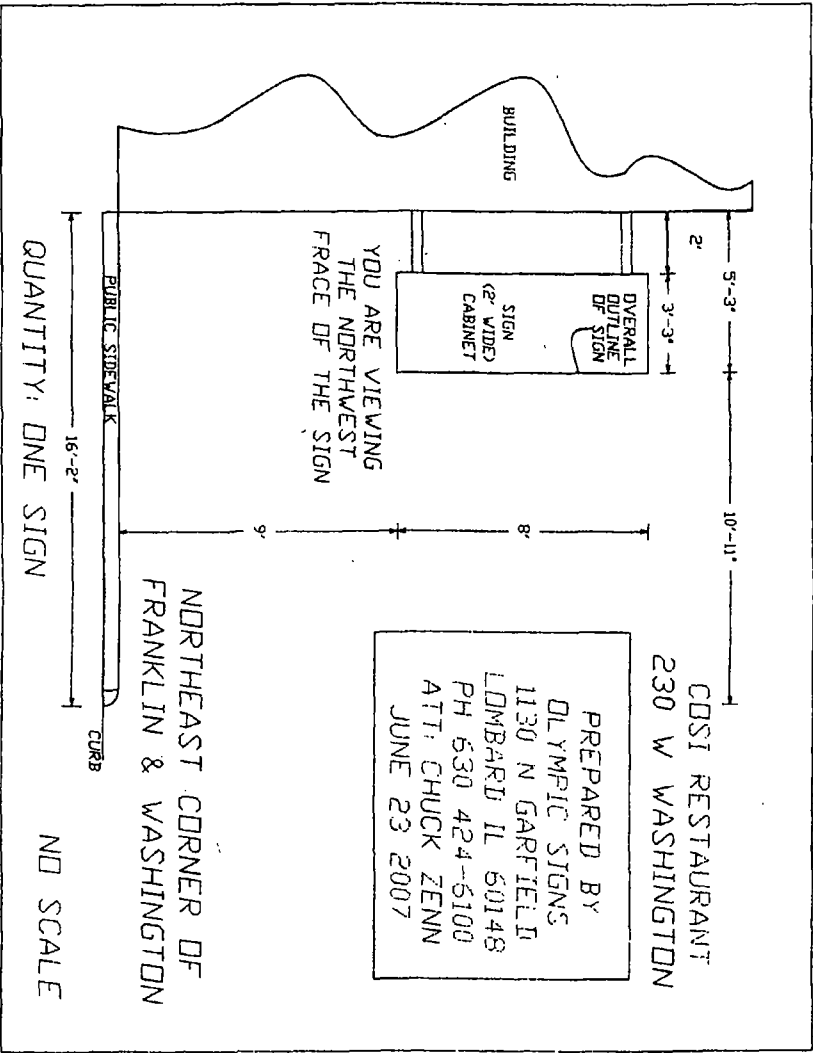 COSI RESTAURANT
230 W WASHINGTON
5'-3"
10'-11"
2'
3'-3"
OVERALL
OUTLINE
OF SIGN
SIGN
(2' WIDE)
CABINET
BUILDING
8'
9'
PREPARED BY
OLYMPIC SIGNS
1130 N GARFIELD
LOMBARD IL 60148
PH 630 424-6100
ATT: CHUCK ZENN
JUNE 23 2007
YOU ARE VIEWING
THE NORTHWEST
FRACE OF THE SIGN
NORTHEAST CORNER OF
FRANKLIN & WASHINGTON
PUBLIC SIDEWALK
CURB
16'-2"
QUANTITY: ONE SIGN
NO SCALE